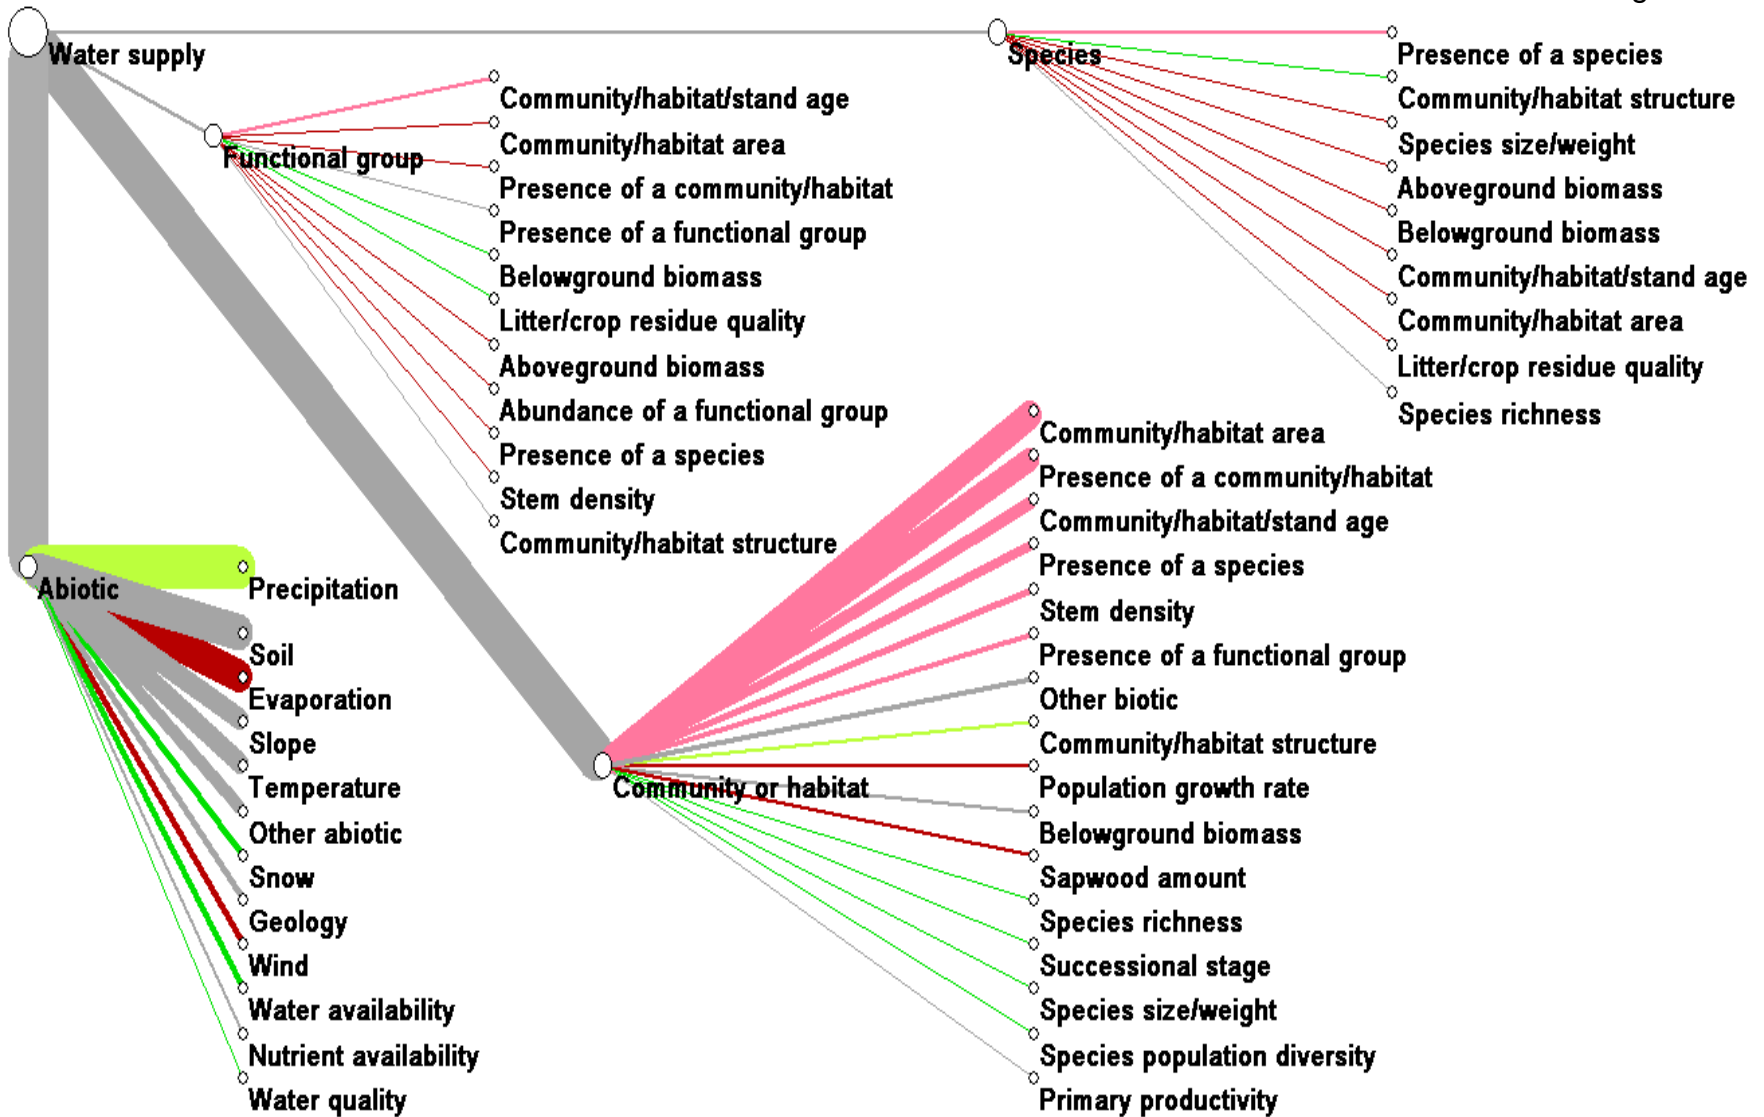 Water supply
Functional group
Community/habitat/stand age
Community/habitat area
Presence of a community/habitat
Presence of a functional group
Belowground biomass
Litter/crop residue quality
Aboveground biomass
Abundance of a functional group
Presence of a species
Stem density
Community/habitat structure
Species
Presence of a species
Community/habitat structure
Species size/weight
Aboveground biomass
Belowground biomass
Community/habitat/stand age
Community/habitat area
Litter/crop residue quality
Species richness
Abiotic
Precipitation
Soil
Evaporation
Slope
Temperature
Other abiotic
Snow
Geology
Wind
Water availability
Nutrient availability
Water quality
Community or habitat
Community/habitat area
Presence of a community/habitat
Community/habitat/stand age
Presence of a species
Stem density
Presence of a functional group
Other biotic
Community/habitat structure
Population growth rate
Belowground biomass
Sapwood amount
Species richness
Successional stage
Species size/weight
Species population diversity
Primary productivity